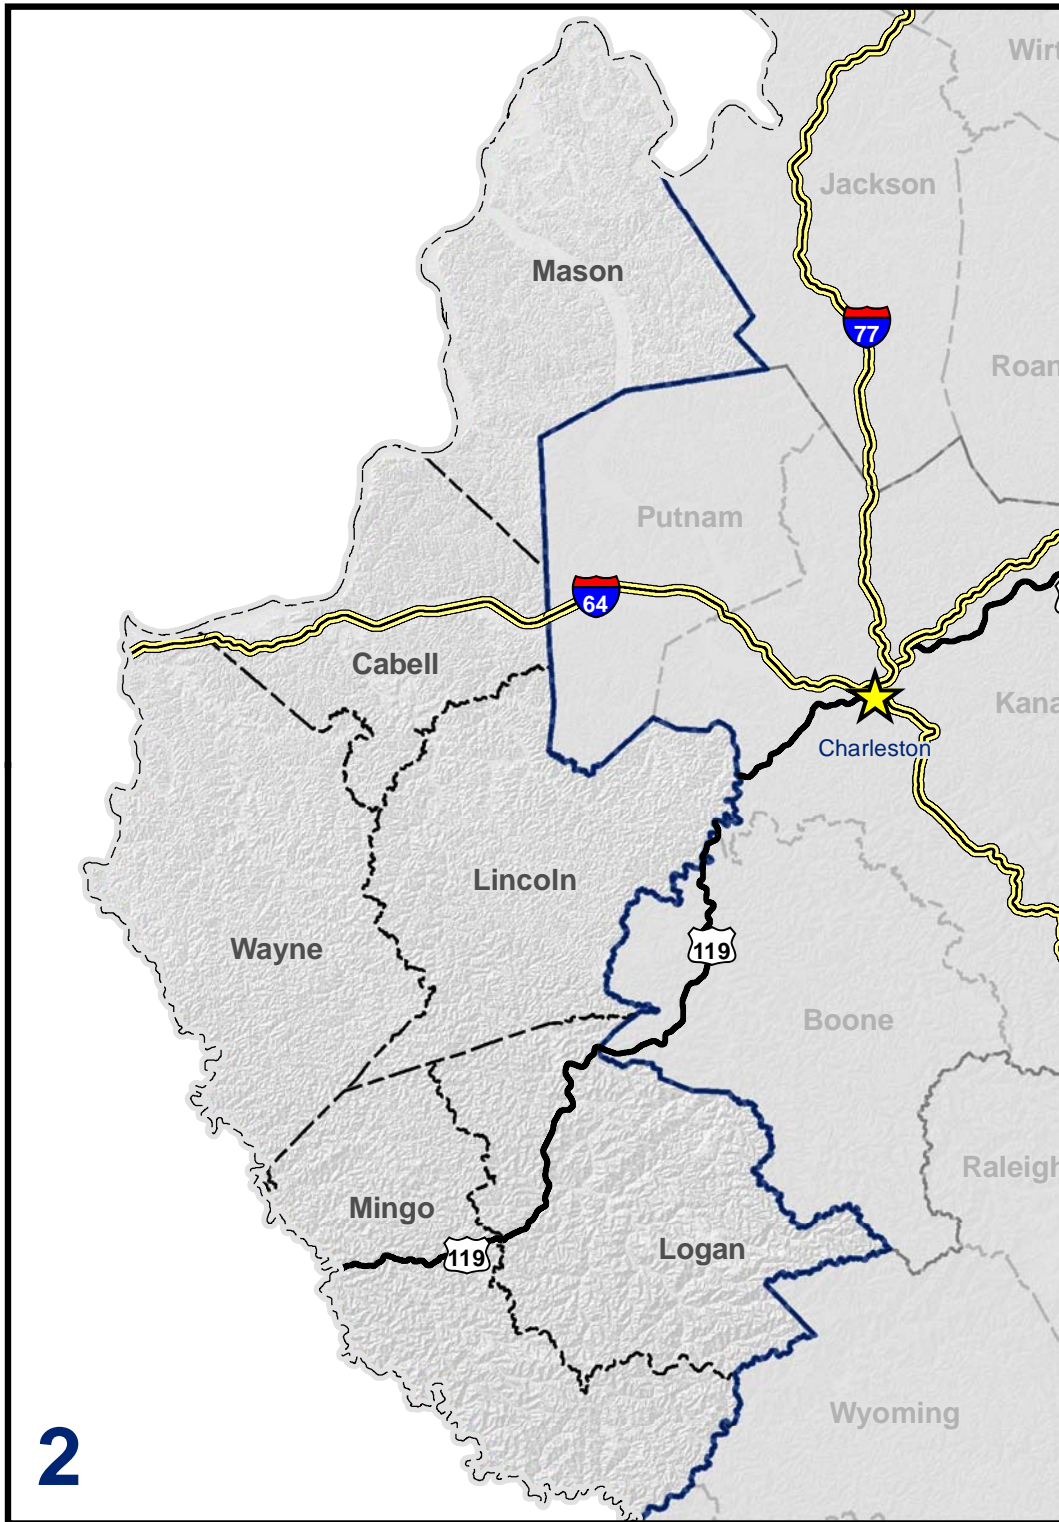 Wirt
Jackson
Mason
77
Roan
Putnam
64
Cabell
Kana
Charleston
Lincoln
Wayne
119
Boone
Raleigh
Mingo
Logan
119
Wyoming
2